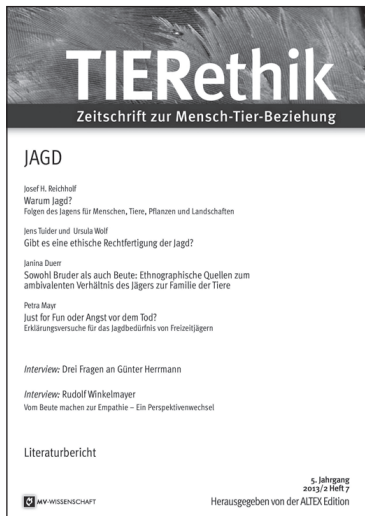 TIERethik
Zeitschrift zur Mensch-Tier-Beziehung
JAGD
Josef H. Reichholf
Warum Jagd?
Folgen des Jagens für Menschen, Tiere, Pflanzen und Landschaften
Jens Tuider und Ursula Wolf
Gibt es eine ethische Rechtfertigung der Jagd?
Janina Duerr
Sowohl Bruder als auch Beute: Ethnographische Quellen zum
ambivalenten Verhältnis des Jägers zur Familie der Tiere
Petra Mayr
Just for Fun oder Angst vor dem Tod?
Erklärungsversuche für das Jagdbedürfnis von Freizeitjägern
Interview: Drei Fragen an Günter Herrmann
Interview: Rudolf Winkelmayer
Vom Beute machen zur Empathie – Ein Perspektivenwechsel
Literaturbericht
5. Jahrgang
2013/2 Heft 7
MV-WISSENSCHAFT
Herausgegeben von der ALTEX Edition